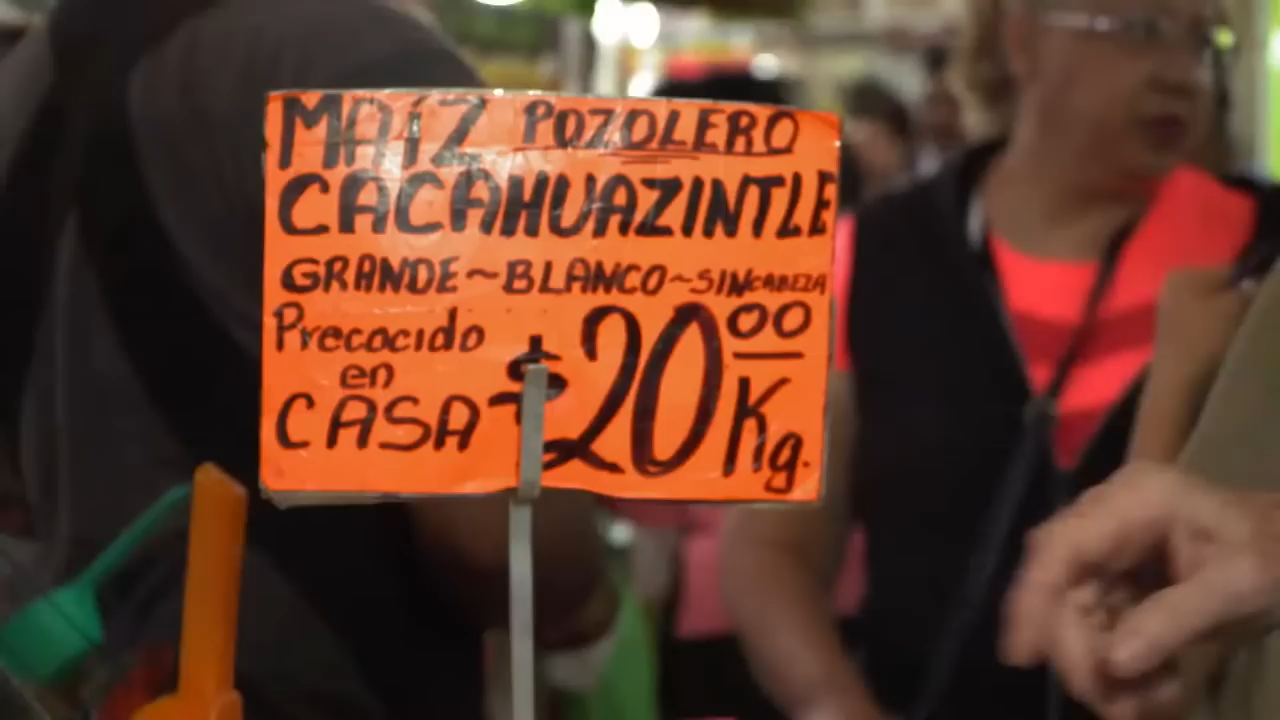 MAÍZ POZOLERO
CACAHUAZINTLE
GRANDE~BLANCO~SIN CABEZA
Precocido
en
CASA
$20.00 Kg.